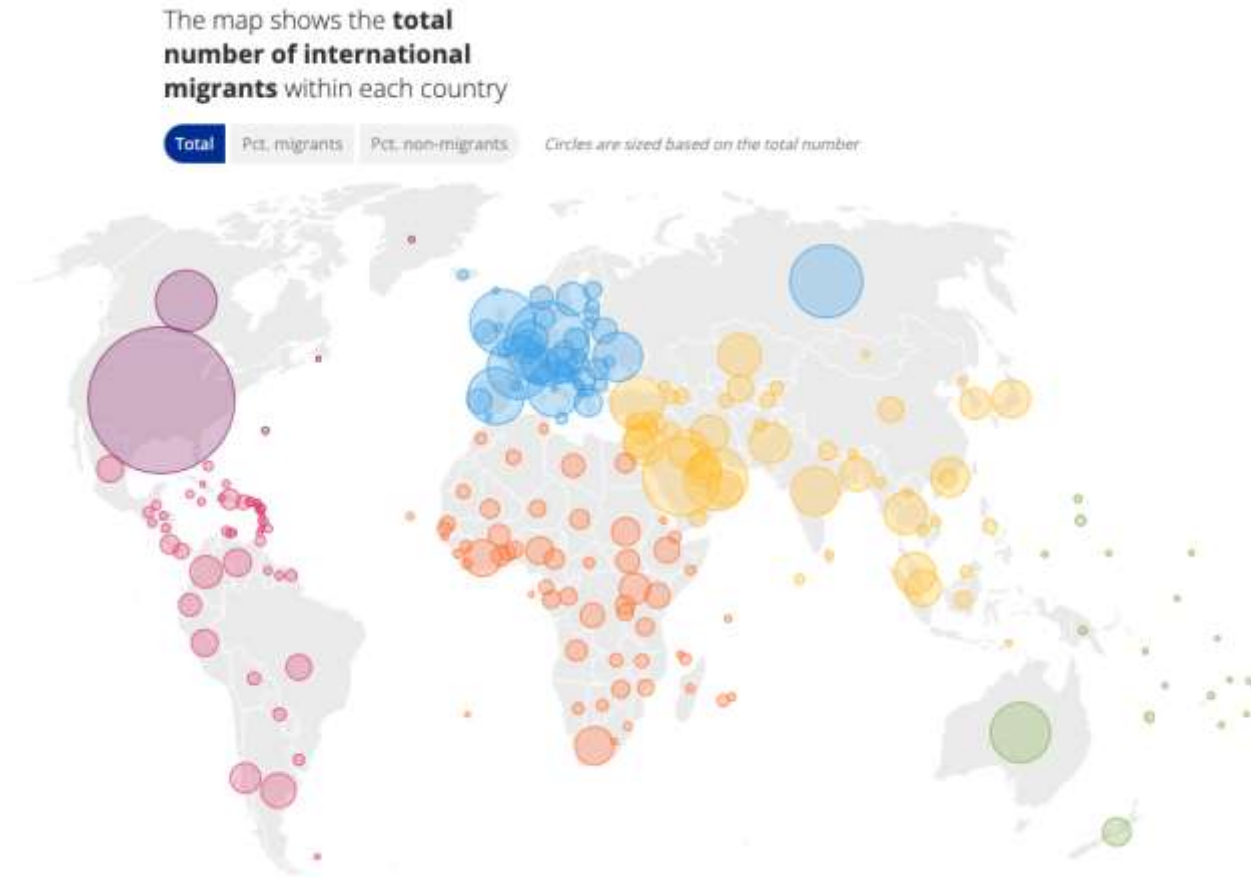 The map shows the total
number of international
migrants within each country
Total Pct. migrants Pct. non-migrants Circles are sized based on the total number